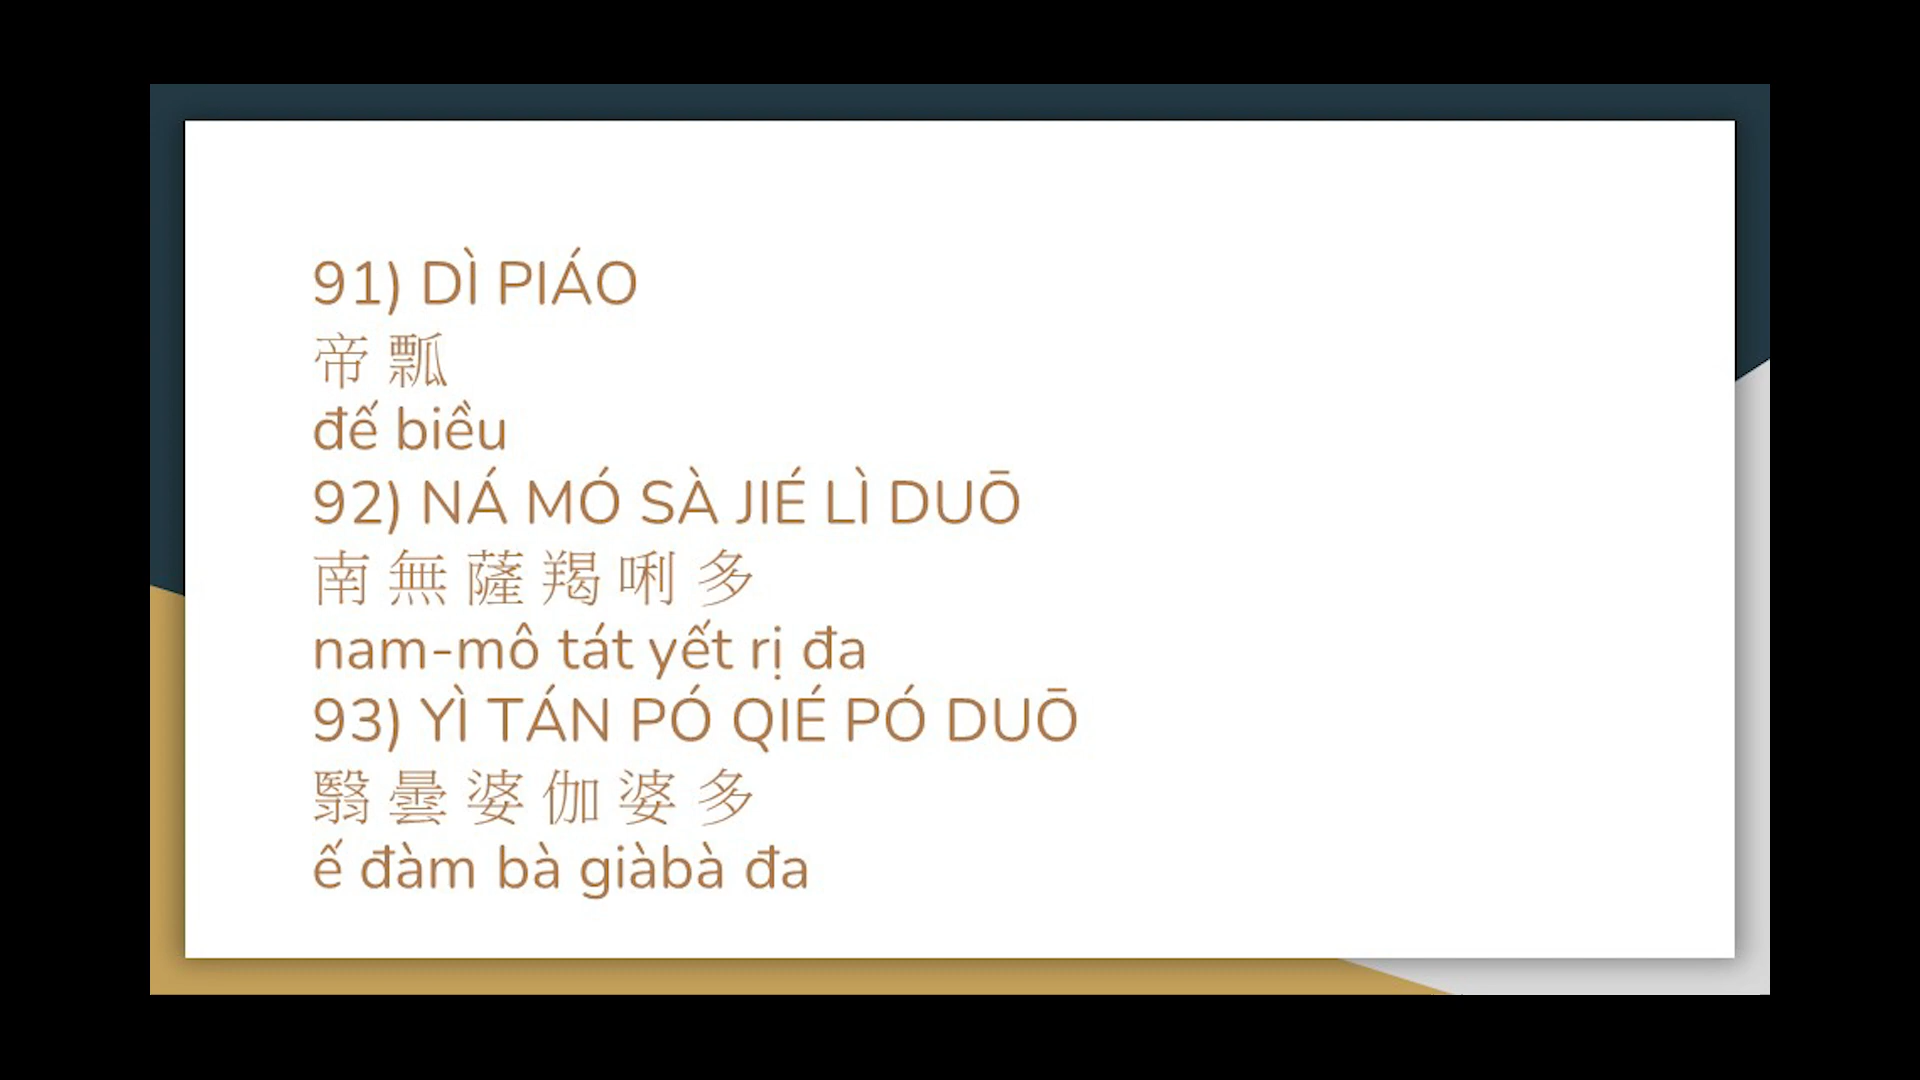 91) DÌ PIÁO
帝 瓢
đế biều
92) NÁ MÓ SÀ JIÉ LÌ DUŌ
南 無 薩 羯 唎 多
nam-mô tát yết rị đa
93) YÌ TÁN PÓ QIÉ PÓ DUŌ
翳 曇 婆 伽 婆 多
ế đàm bà giàbà đa